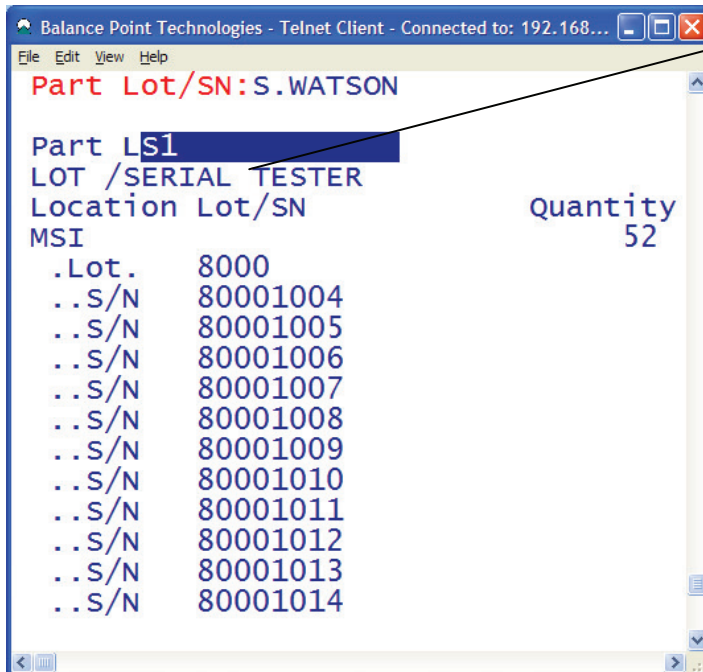 Balance Point Technologies - Telnet Client - Connected to: 192.168...
File Edit View Help
Part Lot/SN:S.WATSON
Part LS1
LOT /SERIAL TESTER
Location Lot/SN Quantity
MSI 52
.Lot. 8000
..S/N 80001004
..S/N 80001005
..S/N 80001006
..S/N 80001007
..S/N 80001008
..S/N 80001009
..S/N 80001010
..S/N 80001011
..S/N 80001012
..S/N 80001013
..S/N 80001014